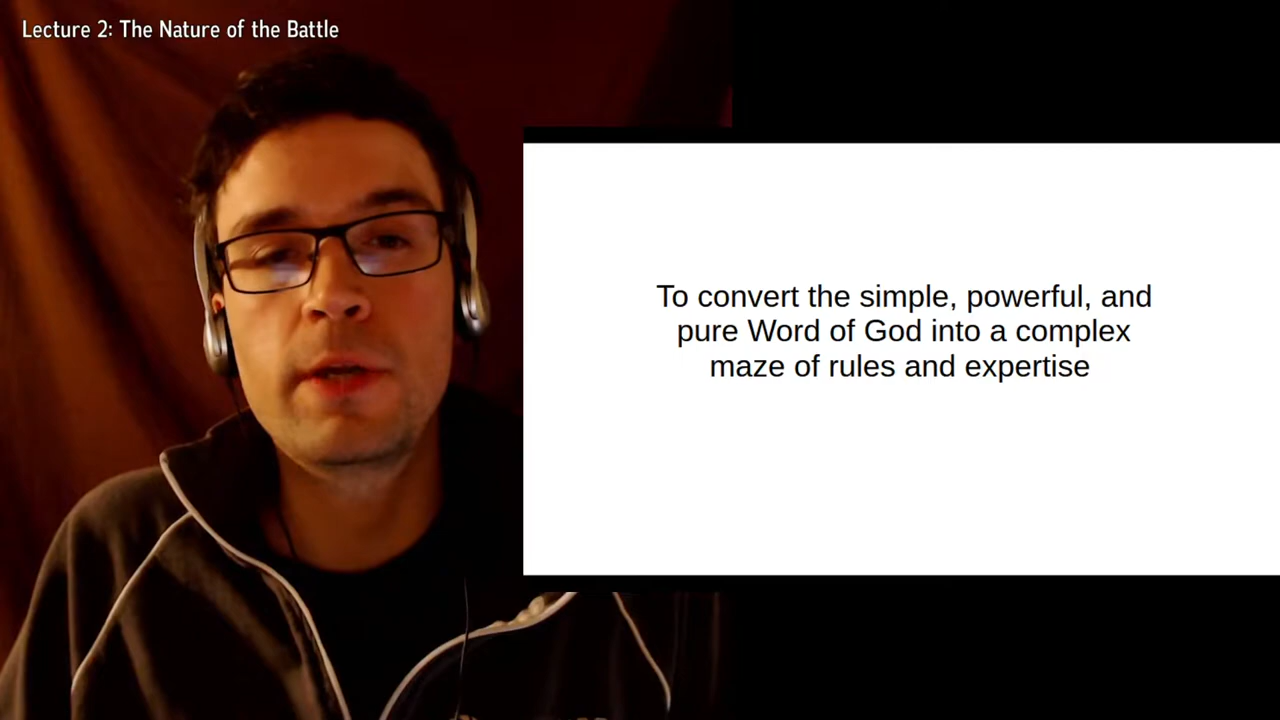 Lecture 2: The Nature of the Battle
To convert the simple, powerful, and
pure Word of God into a complex
maze of rules and expertise